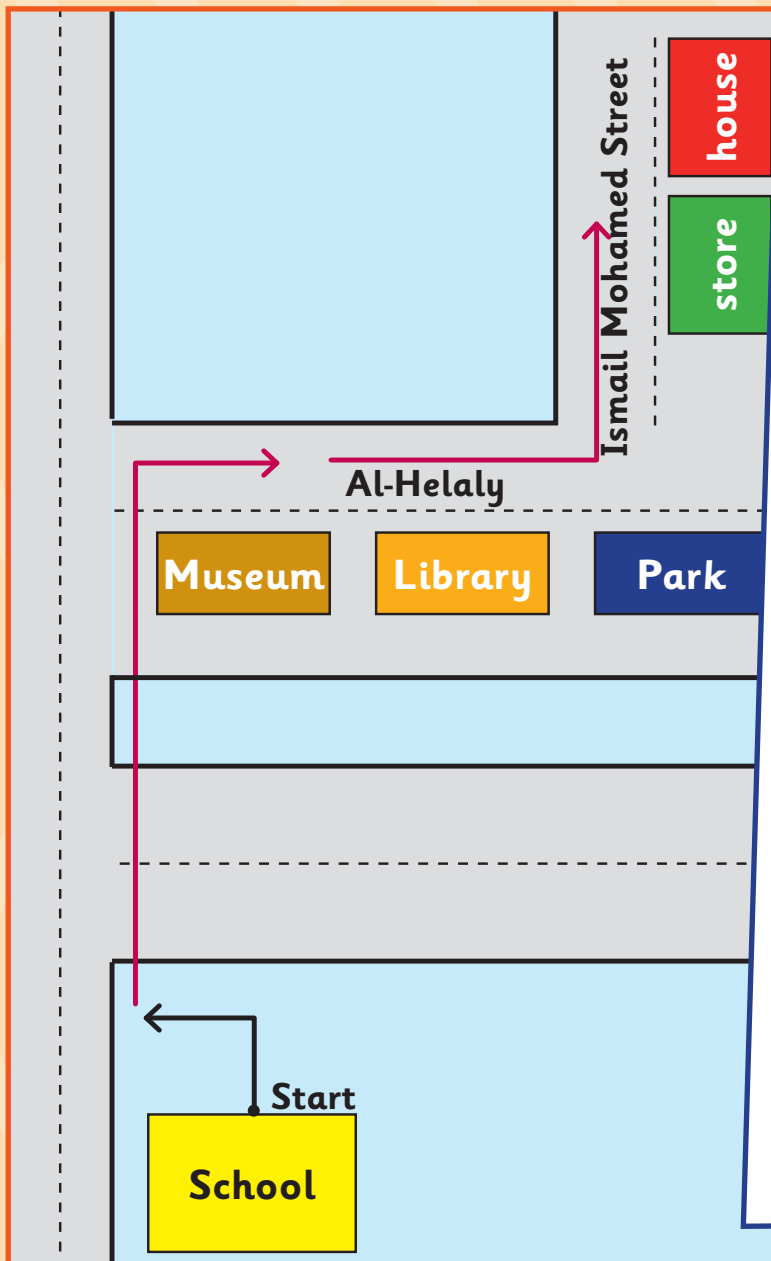 house
store
Ismail Mohamed Street
Al-Helaly
Museum
Library
Park
Start
School